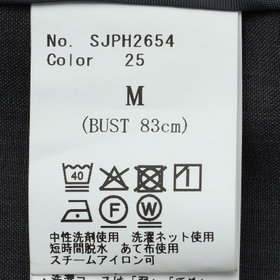 No. SJPH2654
Color 25
M
(BUST 83cm)
40
W
中性洗剤使用 洗濯ネット使用
短時間脱水 あて布使用
スチームアイロン可